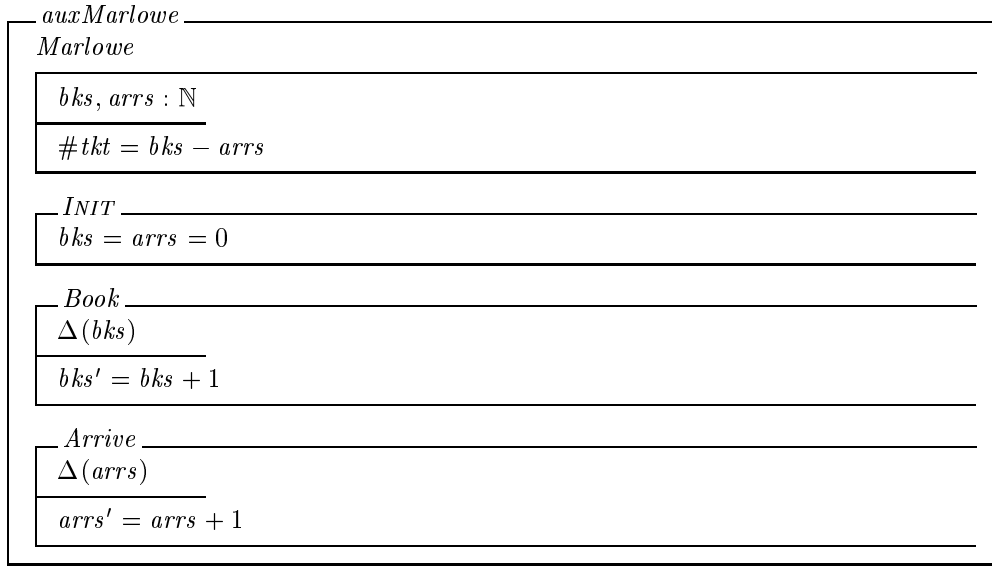 auxMarlowe
Marlowe
bks, arrs : ℕ
#tkt = bks − arrs
INIT
bks = arrs = 0
Book
Δ(bks)
bks′ = bks + 1
Arrive
Δ(arrs)
arrs′ = arrs + 1